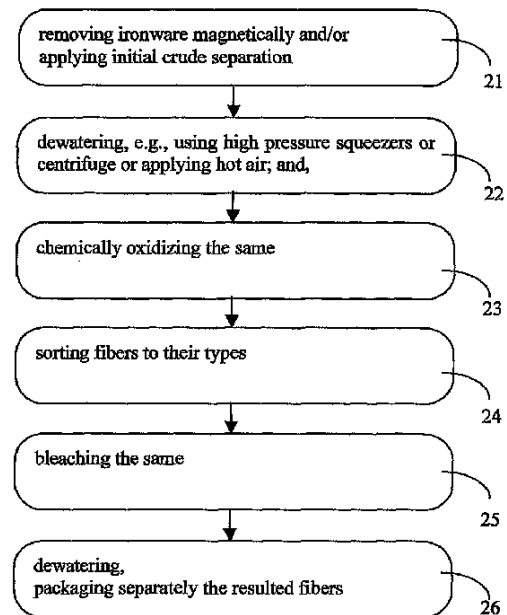 removing ironware magnetically and/or
applying initial crude separation
21
dewatering, e.g., using high pressure squeezers or
centrifuge or applying hot air; and,
22
chemically oxidizing the same
23
sorting fibers to their types
24
bleaching the same
25
dewatering,
packaging separately the resulted fibers
26